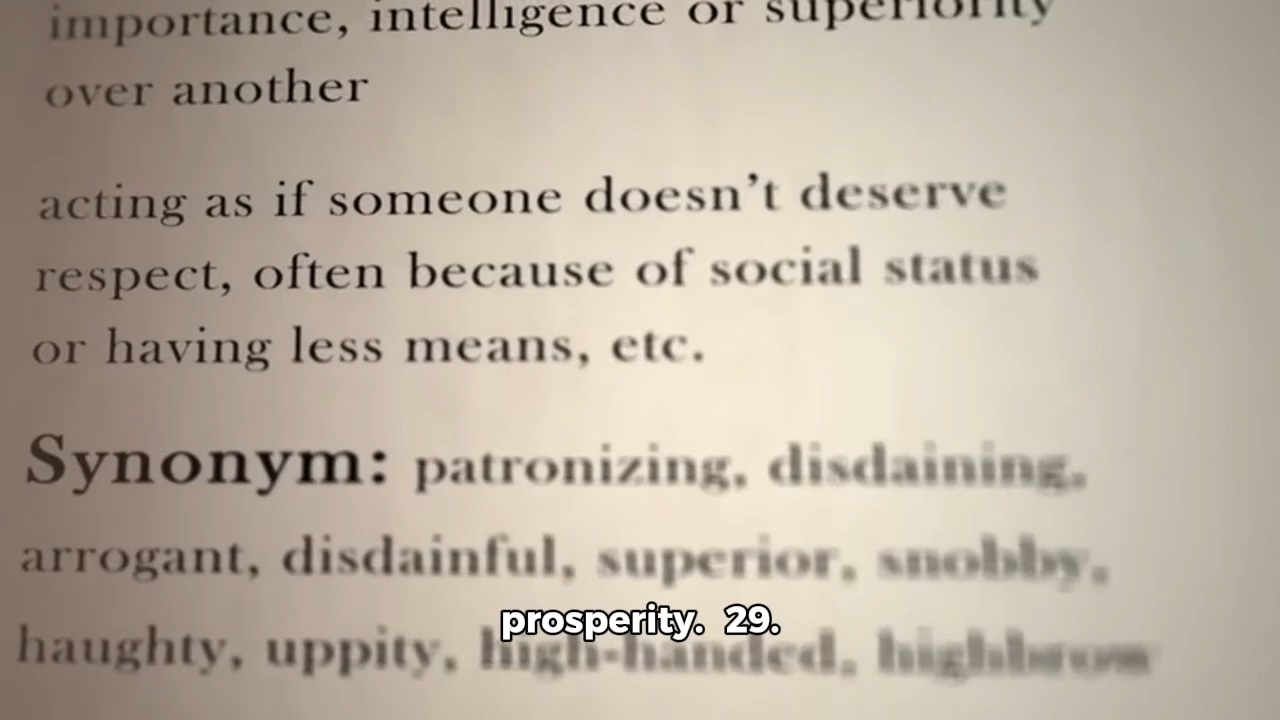 importance, intelligence or superiority
over another
acting as if someone doesn't deserve
respect, often because of social status
or having less means, etc.
Synonym: patronizing, disdaining,
arrogant, disdainful, superior, snobby,
prosperity. 29.
haughty, uppity, high-handed, highbrow